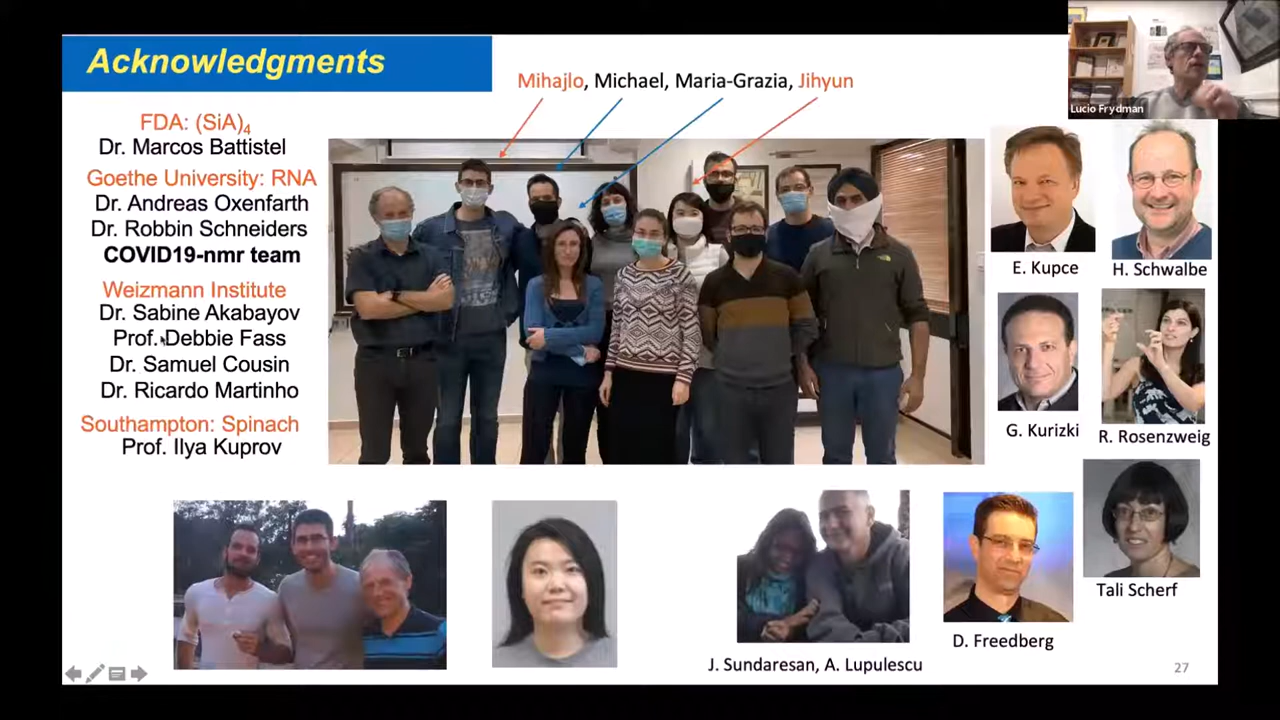 Acknowledgments
Mihajlo, Michael, Maria-Grazia, Jihyun
Lucio Frydman
FDA: (SiA)4
Dr. Marcos Battistel
Goethe University: RNA
Dr. Andreas Oxenfarth
Dr. Robbin Schneiders
COVID19-nmr team
Weizmann Institute
Dr. Sabine Akabayov
Prof. Debbie Fass
Dr. Samuel Cousin
Dr. Ricardo Martinho
Southampton: Spinach
Prof. Ilya Kuprov
E. Kupce
H. Schwalbe
G. Kurizki
R. Rosenzweig
Tali Scherf
D. Freedberg
J. Sundaresan, A. Lupulescu
27